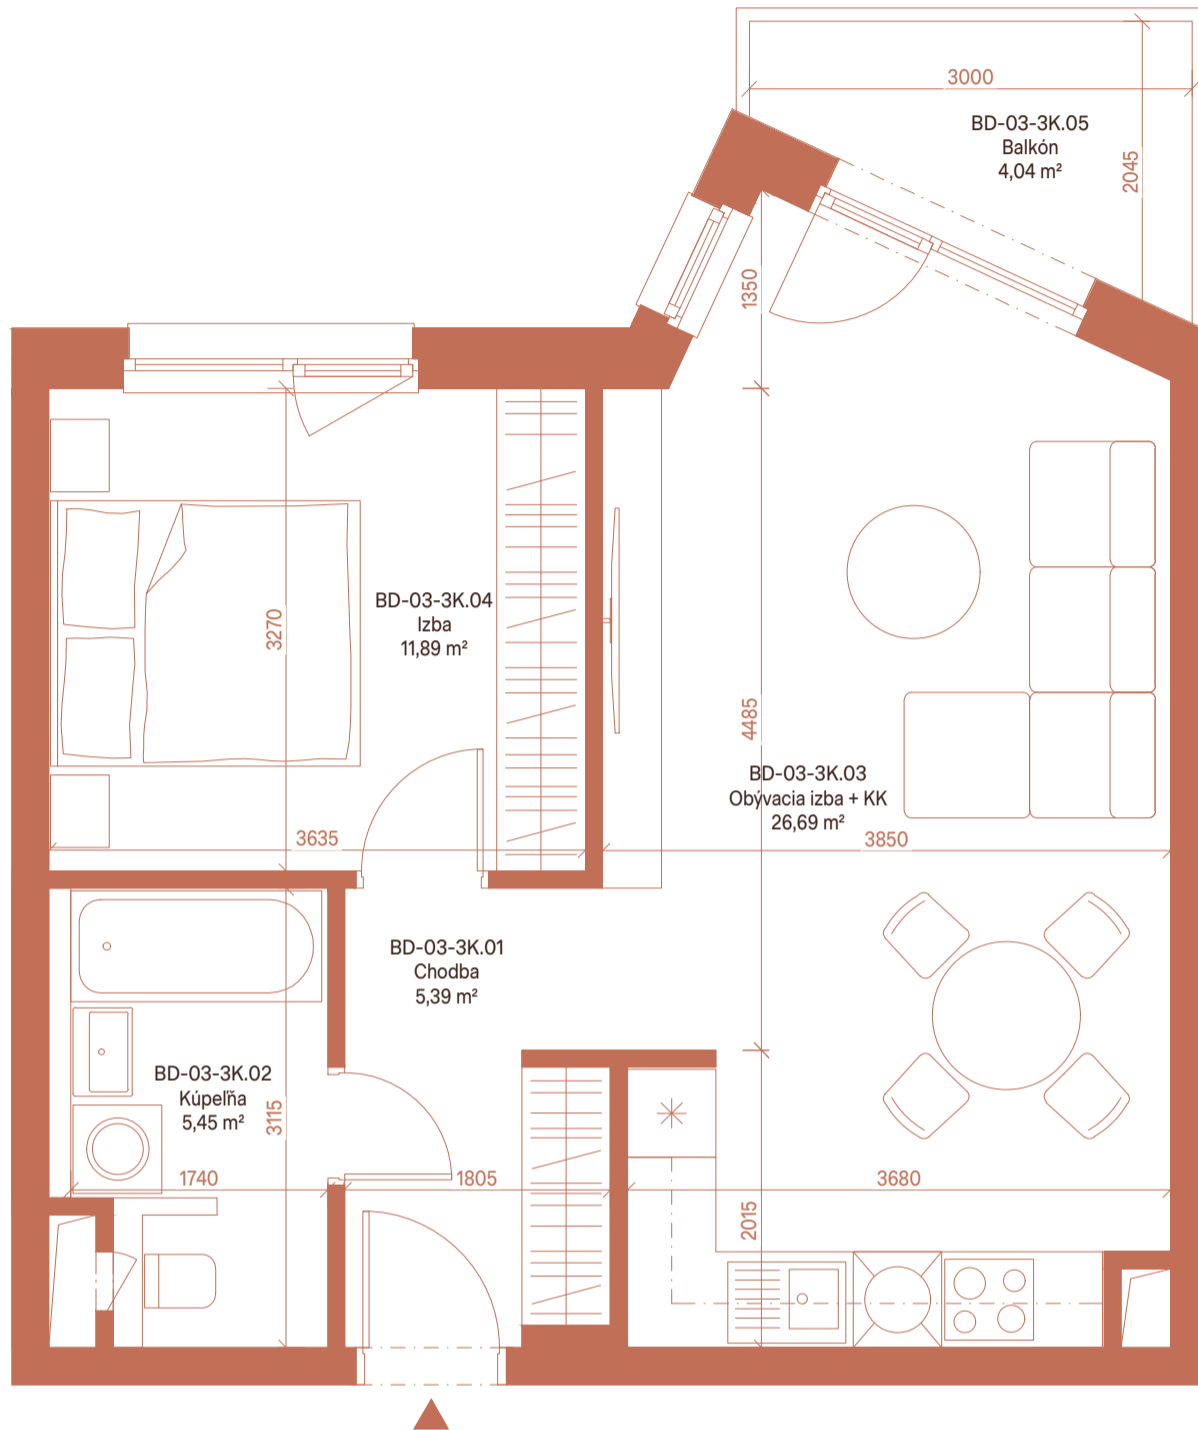 3000
BD-03-3K.05
Balkón
4,04 m²
2045
1350
3270
BD-03-3K.04
Izba
11,89 m²
4485
BD-03-3K.03
Obývacia izba + KK
26,69 m²
3635
3850
BD-03-3K.01
Chodba
5,39 m²
BD-03-3K.02
Kúpeľňa
5,45 m²
3115
1740
1805
3680
2015